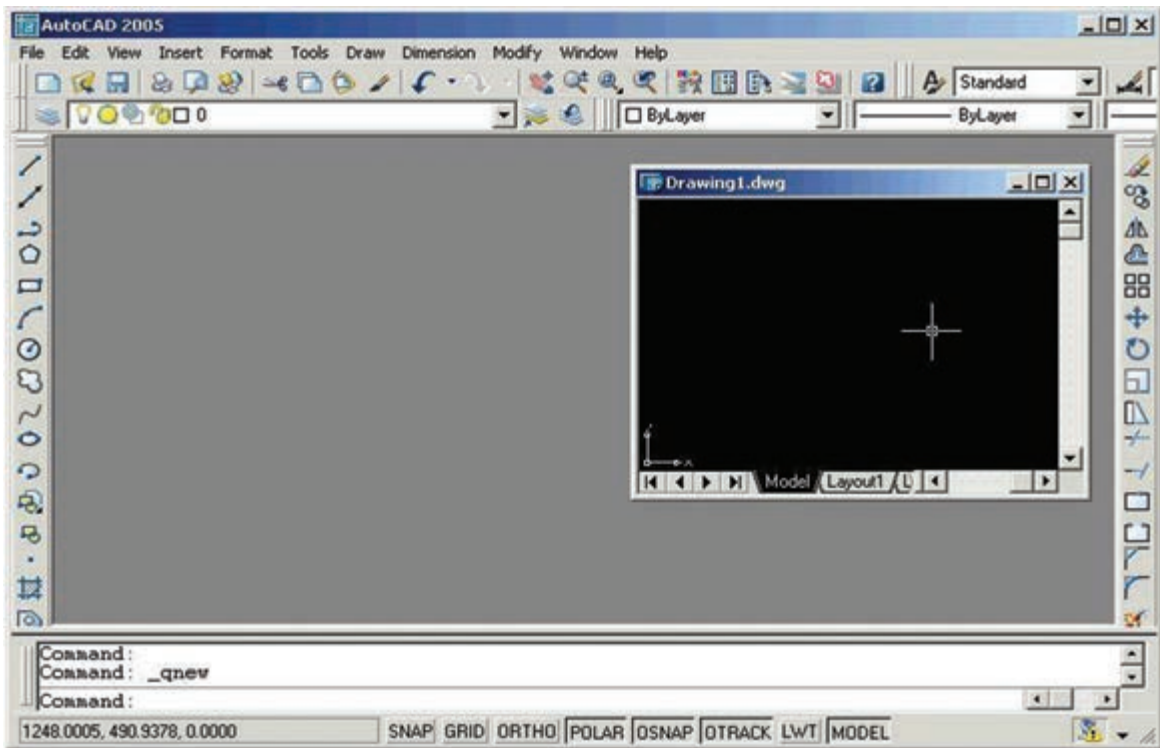 AutoCAD 2005
File Edit View Insert Format Tools Draw Dimension Modify Window Help
Standard
0 ByLayer ByLayer
Drawing1.dwg
X
Model Layout1 L
Command:
Command: _qnew
Command:
1248.0005, 490.9378, 0.0000 SNAP GRID ORTHO POLAR OSNAP OTRACK LWT MODEL